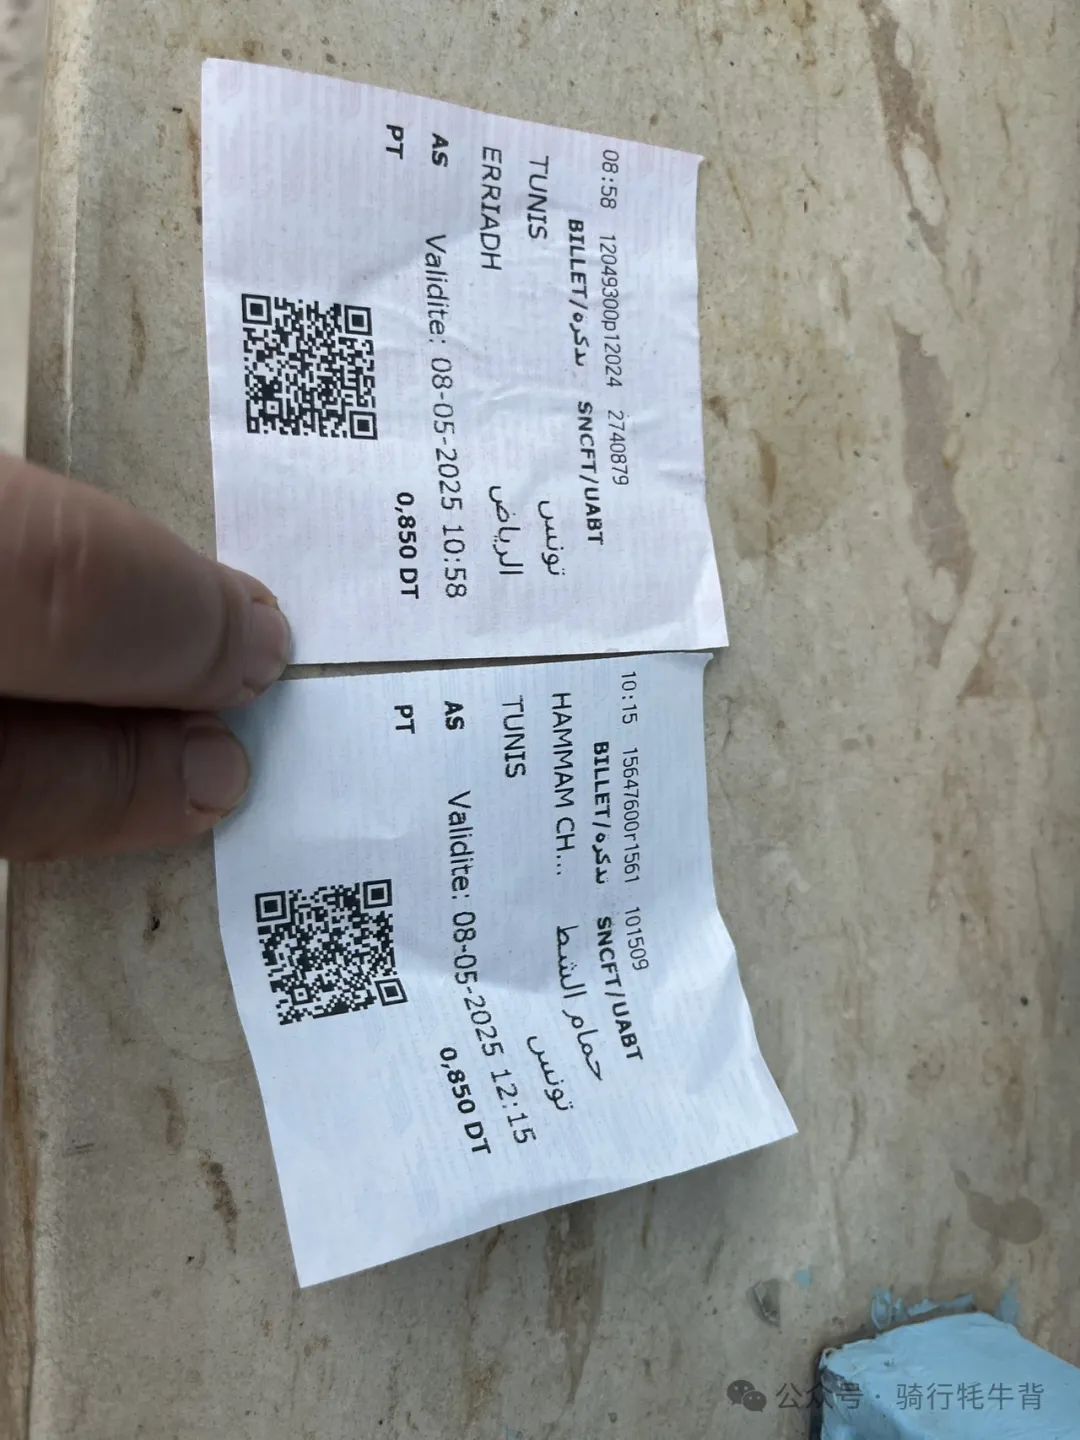 08:58 12049300p12024 2740879
BILLET/تذكرة SNCFT/UABT
TUNIS تونس
ERRIADH الرياض
AS Validite: 08-05-2025 10:58
PT 0,850 DT
10:15 15647600r1561 101509
BILLET/تذكرة SNCFT/UABT
HAMMAM CH... حمام الشط
TUNIS تونس
AS Validite: 08-05-2025 12:15
PT 0,850 DT
公众号 · 骑行牦牛背